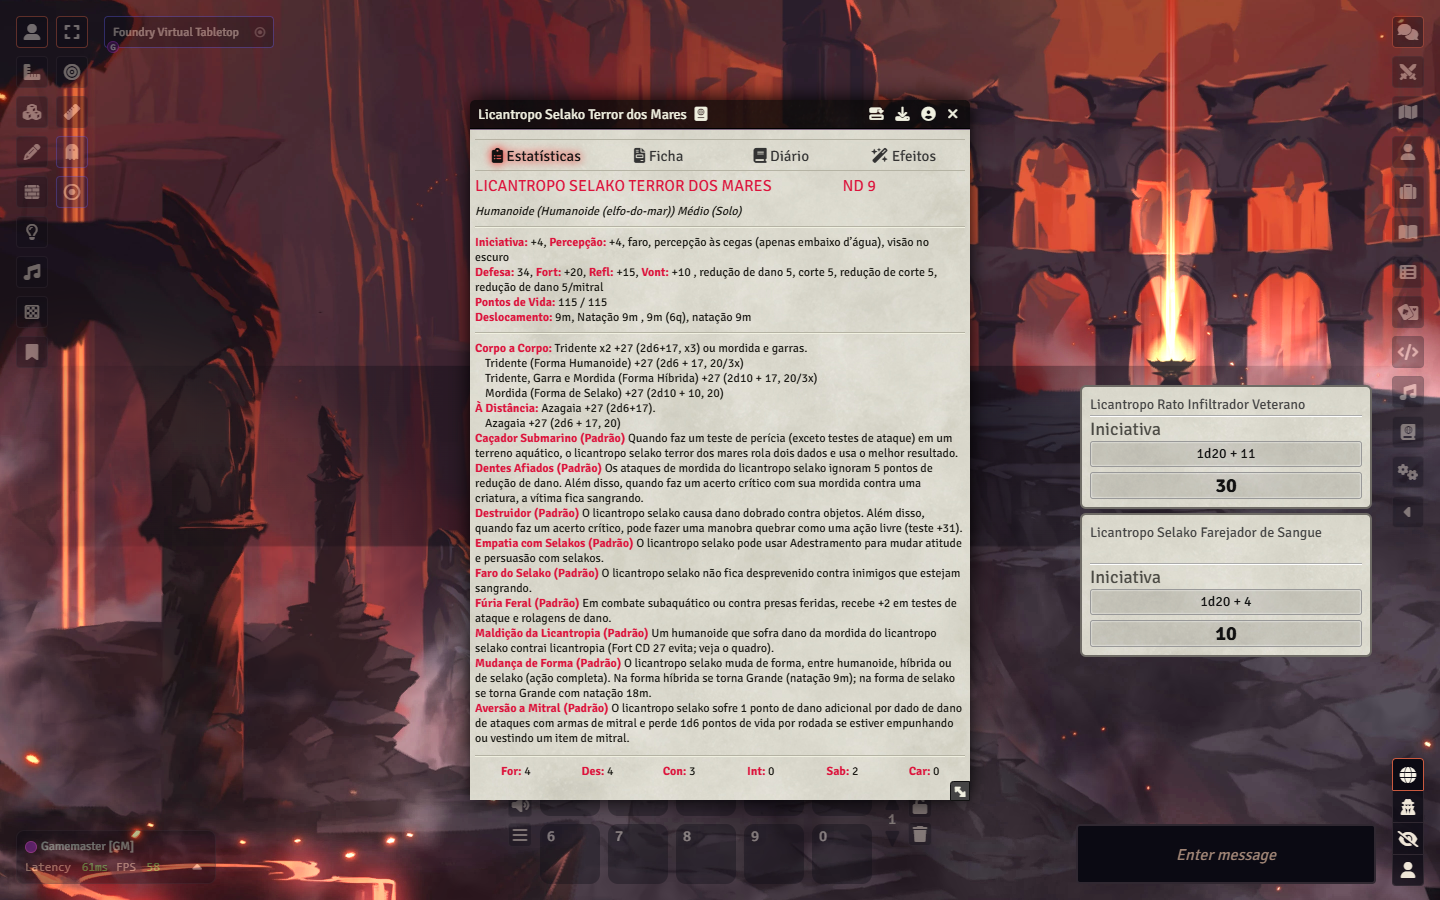 Foundry Virtual Tabletop
G
Licantropo Selako Terror dos Mares
Estatísticas
Ficha
Diário
Efeitos
LICANTROPO SELAKO TERROR DOS MARES ND 9
Humanoide (Humanoide (elfo-do-mar)) Médio (Solo)
Iniciativa: +4, Percepção: +4, faro, percepção às cegas (apenas embaixo d'água), visão no
escuro
Defesa: 34, Fort: +20, Refl: +15, Vont: +10 , redução de dano 5, corte 5, redução de corte 5,
redução de dano 5/mitral
Pontos de Vida: 115 / 115
Deslocamento: 9m, Natação 9m , 9m (6q), natação 9m
Corpo a Corpo: Tridente x2 +27 (2d6+17, x3) ou mordida e garras.
Tridente (Forma Humanoide) +27 (2d6 + 17, 20/3x)
Tridente, Garra e Mordida (Forma Híbrida) +27 (2d10 + 17, 20/3x)
Mordida (Forma de Selako) +27 (2d10 + 10, 20)
À Distância: Azagaia +27 (2d6+17).
Azagaia +27 (2d6 + 17, 20)
Caçador Submarino (Padrão) Quando faz um teste de perícia (exceto testes de ataque) em um
terreno aquático, o licantropo selako terror dos mares rola dois dados e usa o melhor resultado.
Dentes Afiados (Padrão) Os ataques de mordida do licantropo selako ignoram 5 pontos de
redução de dano. Além disso, quando faz um acerto crítico com sua mordida contra uma
criatura, a vítima fica sangrando.
Destruidor (Padrão) O licantropo selako causa dano dobrado contra objetos. Além disso,
quando faz um acerto crítico, pode fazer uma manobra quebrar como uma ação livre (teste +31).
Empatia com Selakos (Padrão) O licantropo selako pode usar Adestramento para mudar atitude
e persuasão com selakos.
Faro do Selako (Padrão) O licantropo selako não fica desprevenido contra inimigos que estejam
sangrando.
Fúria Feral (Padrão) Em combate subaquático ou contra presas feridas, recebe +2 em testes de
ataque e rolagens de dano.
Maldição da Licantropia (Padrão) Um humanoide que sofra dano da mordida do licantropo
selako contrai licantropia (Fort CD 27 evita; veja o quadro).
Mudança de Forma (Padrão) O licantropo selako muda de forma, entre humanoide, híbrida ou
de selako (ação completa). Na forma híbrida se torna Grande (natação 9m); na forma de selako
se torna Grande com natação 18m.
Aversão a Mitral (Padrão) O licantropo selako sofre 1 ponto de dano adicional por dado de dano
de ataques com armas de mitral e perde 1d6 pontos de vida por rodada se estiver empunhando
ou vestindo um item de mitral.
For: 4 Des: 4 Con: 3 Int: 0 Sab: 2 Car: 0
Licantropo Rato Infiltrador Veterano
Iniciativa
1d20 + 11
30
Licantropo Selako Farejador de Sangue
Iniciativa
1d20 + 4
10
6 7 8 9 0
1
Gamemaster [GM]
Latency 61ms FPS 58
Enter message